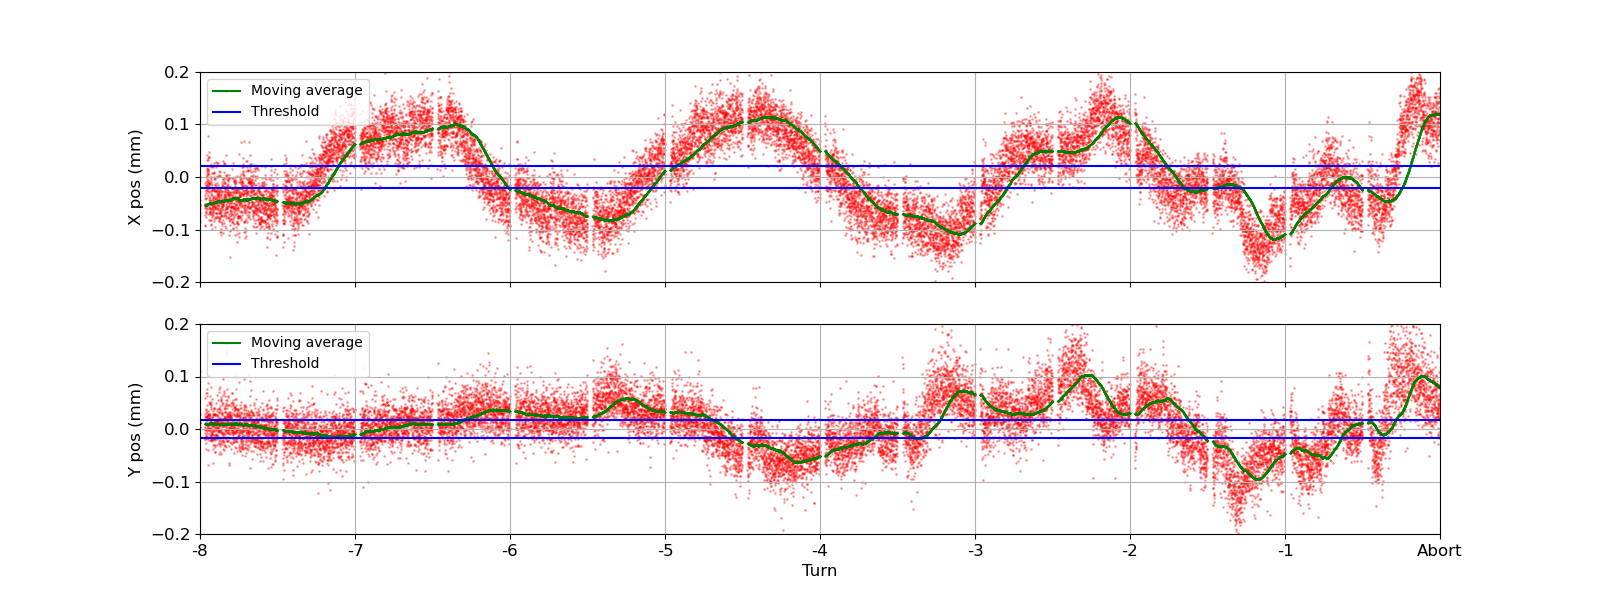 0.2
0.1
0.0
−0.1
−0.2
X pos (mm)
Moving average
Threshold
0.2
0.1
0.0
−0.1
−0.2
Y pos (mm)
Moving average
Threshold
-8 -7 -6 -5 -4 -3 -2 -1 Abort
Turn